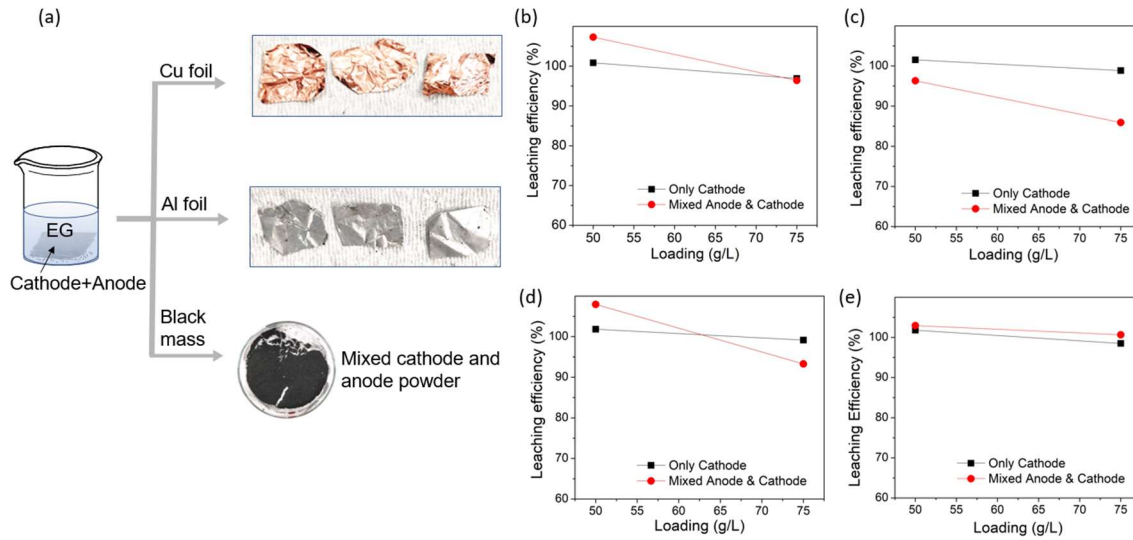 (a)
Cu foil
Al foil
EG
Cathode+Anode
Black
mass
Mixed cathode and
anode powder
(b)
Leaching efficiency (%)
100
90
80
70
60
50
55
60
65
70
75
Loading (g/L)
Only Cathode
Mixed Anode & Cathode
(c)
Leaching efficiency (%)
100
90
80
70
60
50
55
60
65
70
75
Loading (g/L)
Only Cathode
Mixed Anode & Cathode
(d)
Leaching efficiency (%)
100
90
80
70
60
50
55
60
65
70
75
Loading (g/L)
Only Cathode
Mixed Anode & Cathode
(e)
Leaching Efficiency (%)
100
90
80
70
60
50
55
60
65
70
75
Loading (g/L)
Only Cathode
Mixed Anode & Cathode